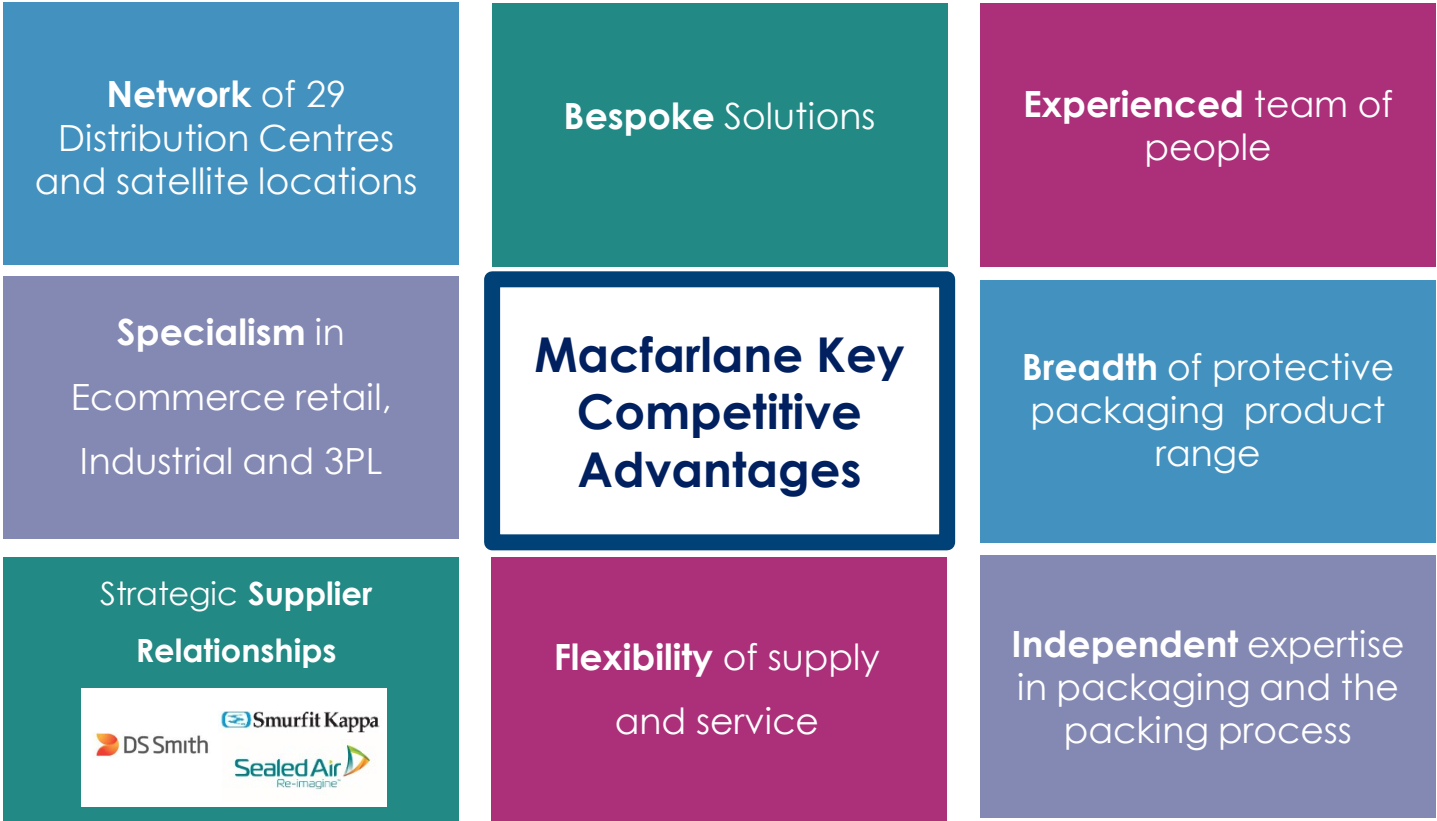 Network of 29
Distribution Centres
and satellite locations
Bespoke Solutions
Experienced team of
people
Specialism in
Ecommerce retail,
Industrial and 3PL
Macfarlane Key
Competitive
Advantages
Breadth of protective
packaging product
range
Strategic Supplier
Relationships
DS Smith
Smurfit Kappa
Sealed Air
Re-imagine™
Flexibility of supply
and service
Independent expertise
in packaging and the
packing process